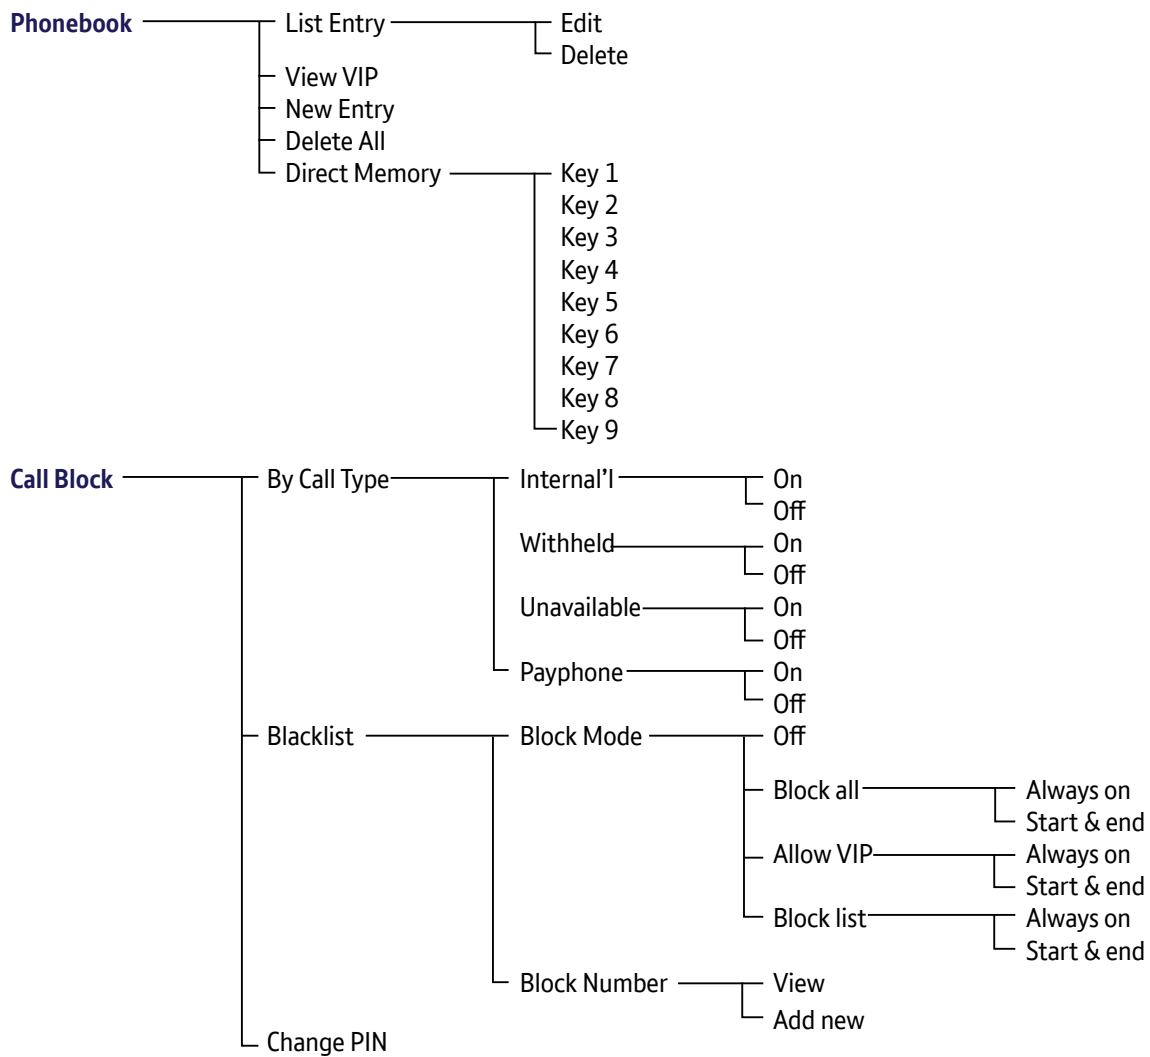 Phonebook List Entry Edit
Delete
View VIP
New Entry
Delete All
Direct Memory Key 1
Key 2
Key 3
Key 4
Key 5
Key 6
Key 7
Key 8
Key 9
Call Block By Call Type Internal'l On
Off
Withheld On
Off
Unavailable On
Off
Payphone On
Off
Blacklist Block Mode Off
Block all Always on
Start & end
Allow VIP Always on
Start & end
Block list Always on
Start & end
Block Number View
Add new
Change PIN